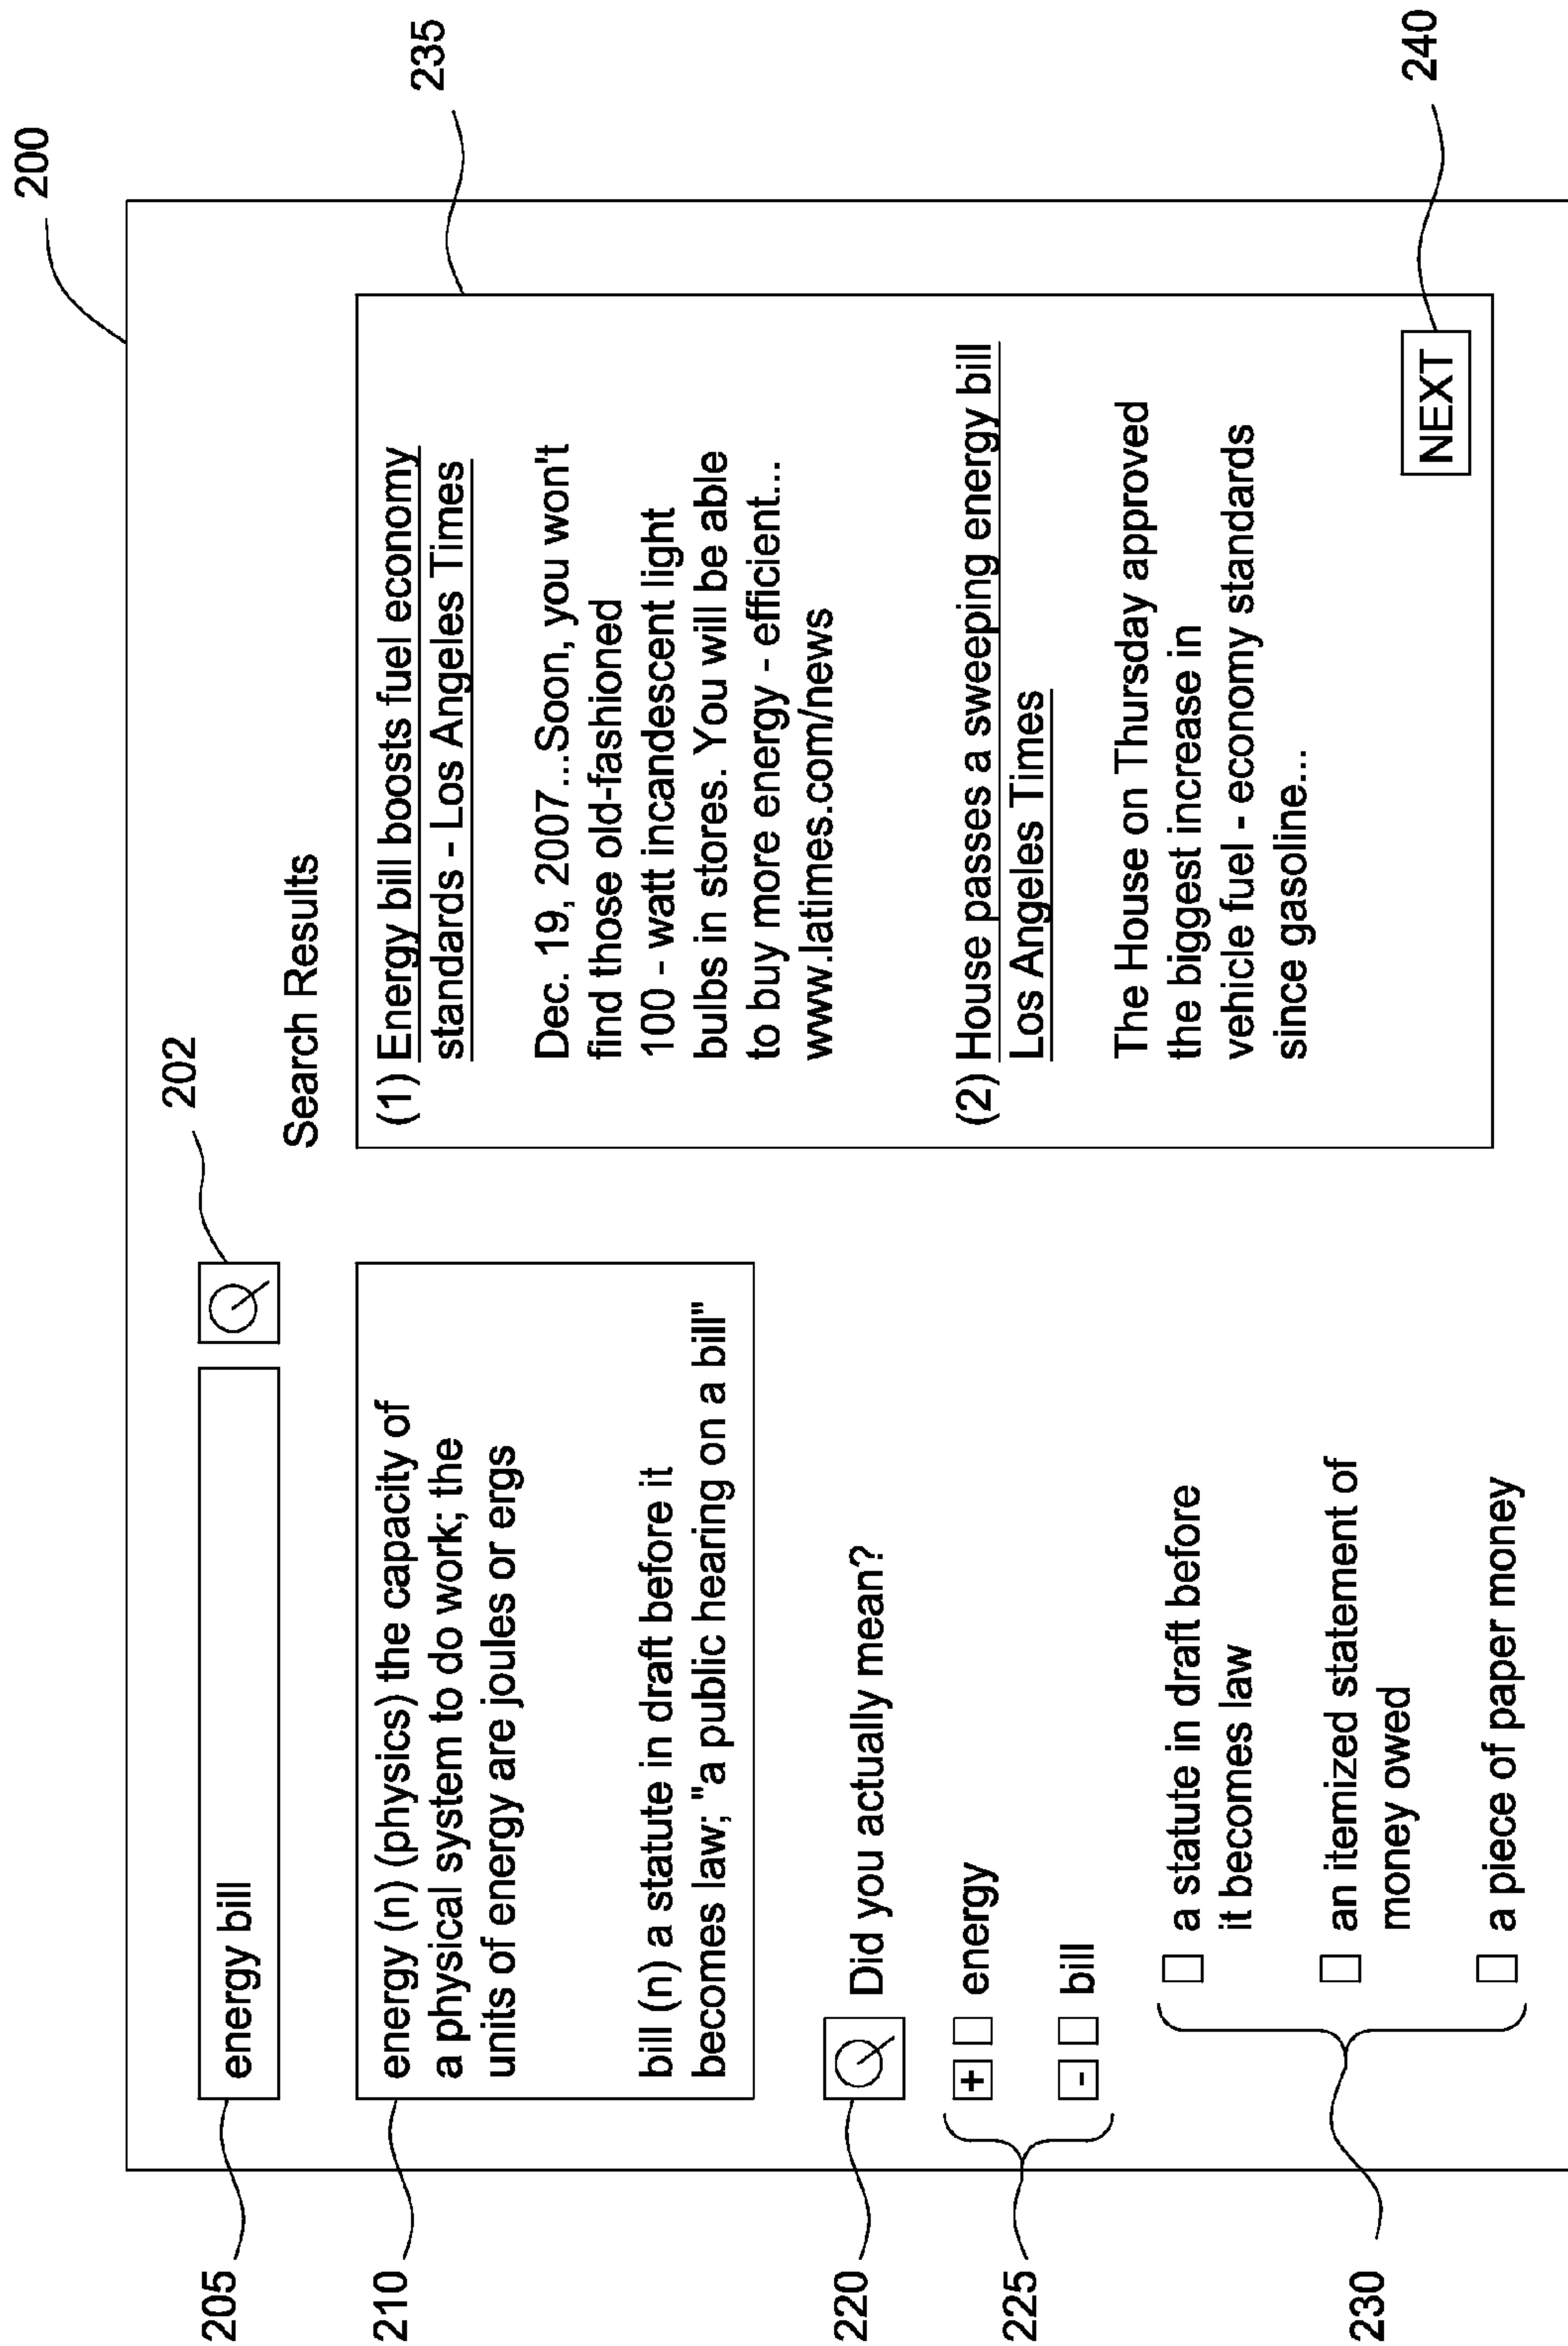 200
202
205
energy bill
Search Results
210
energy (n) (physics) the capacity of
a physical system to do work; the
units of energy are joules or ergs
bill (n) a statute in draft before it
becomes law; "a public hearing on a bill"
220
Did you actually mean?
225
+ energy
- bill
230
a statute in draft before
it becomes law
an itemized statement of
money owed
a piece of paper money
235
(1) Energy bill boosts fuel economy
standards - Los Angeles Times
Dec. 19, 2007...Soon, you won't
find those old-fashioned
100 - watt incandescent light
bulbs in stores. You will be able
to buy more energy - efficient...
www.latimes.com/news
(2) House passes a sweeping energy bill
Los Angeles Times
The House on Thursday approved
the biggest increase in
vehicle fuel - economy standards
since gasoline...
NEXT
240